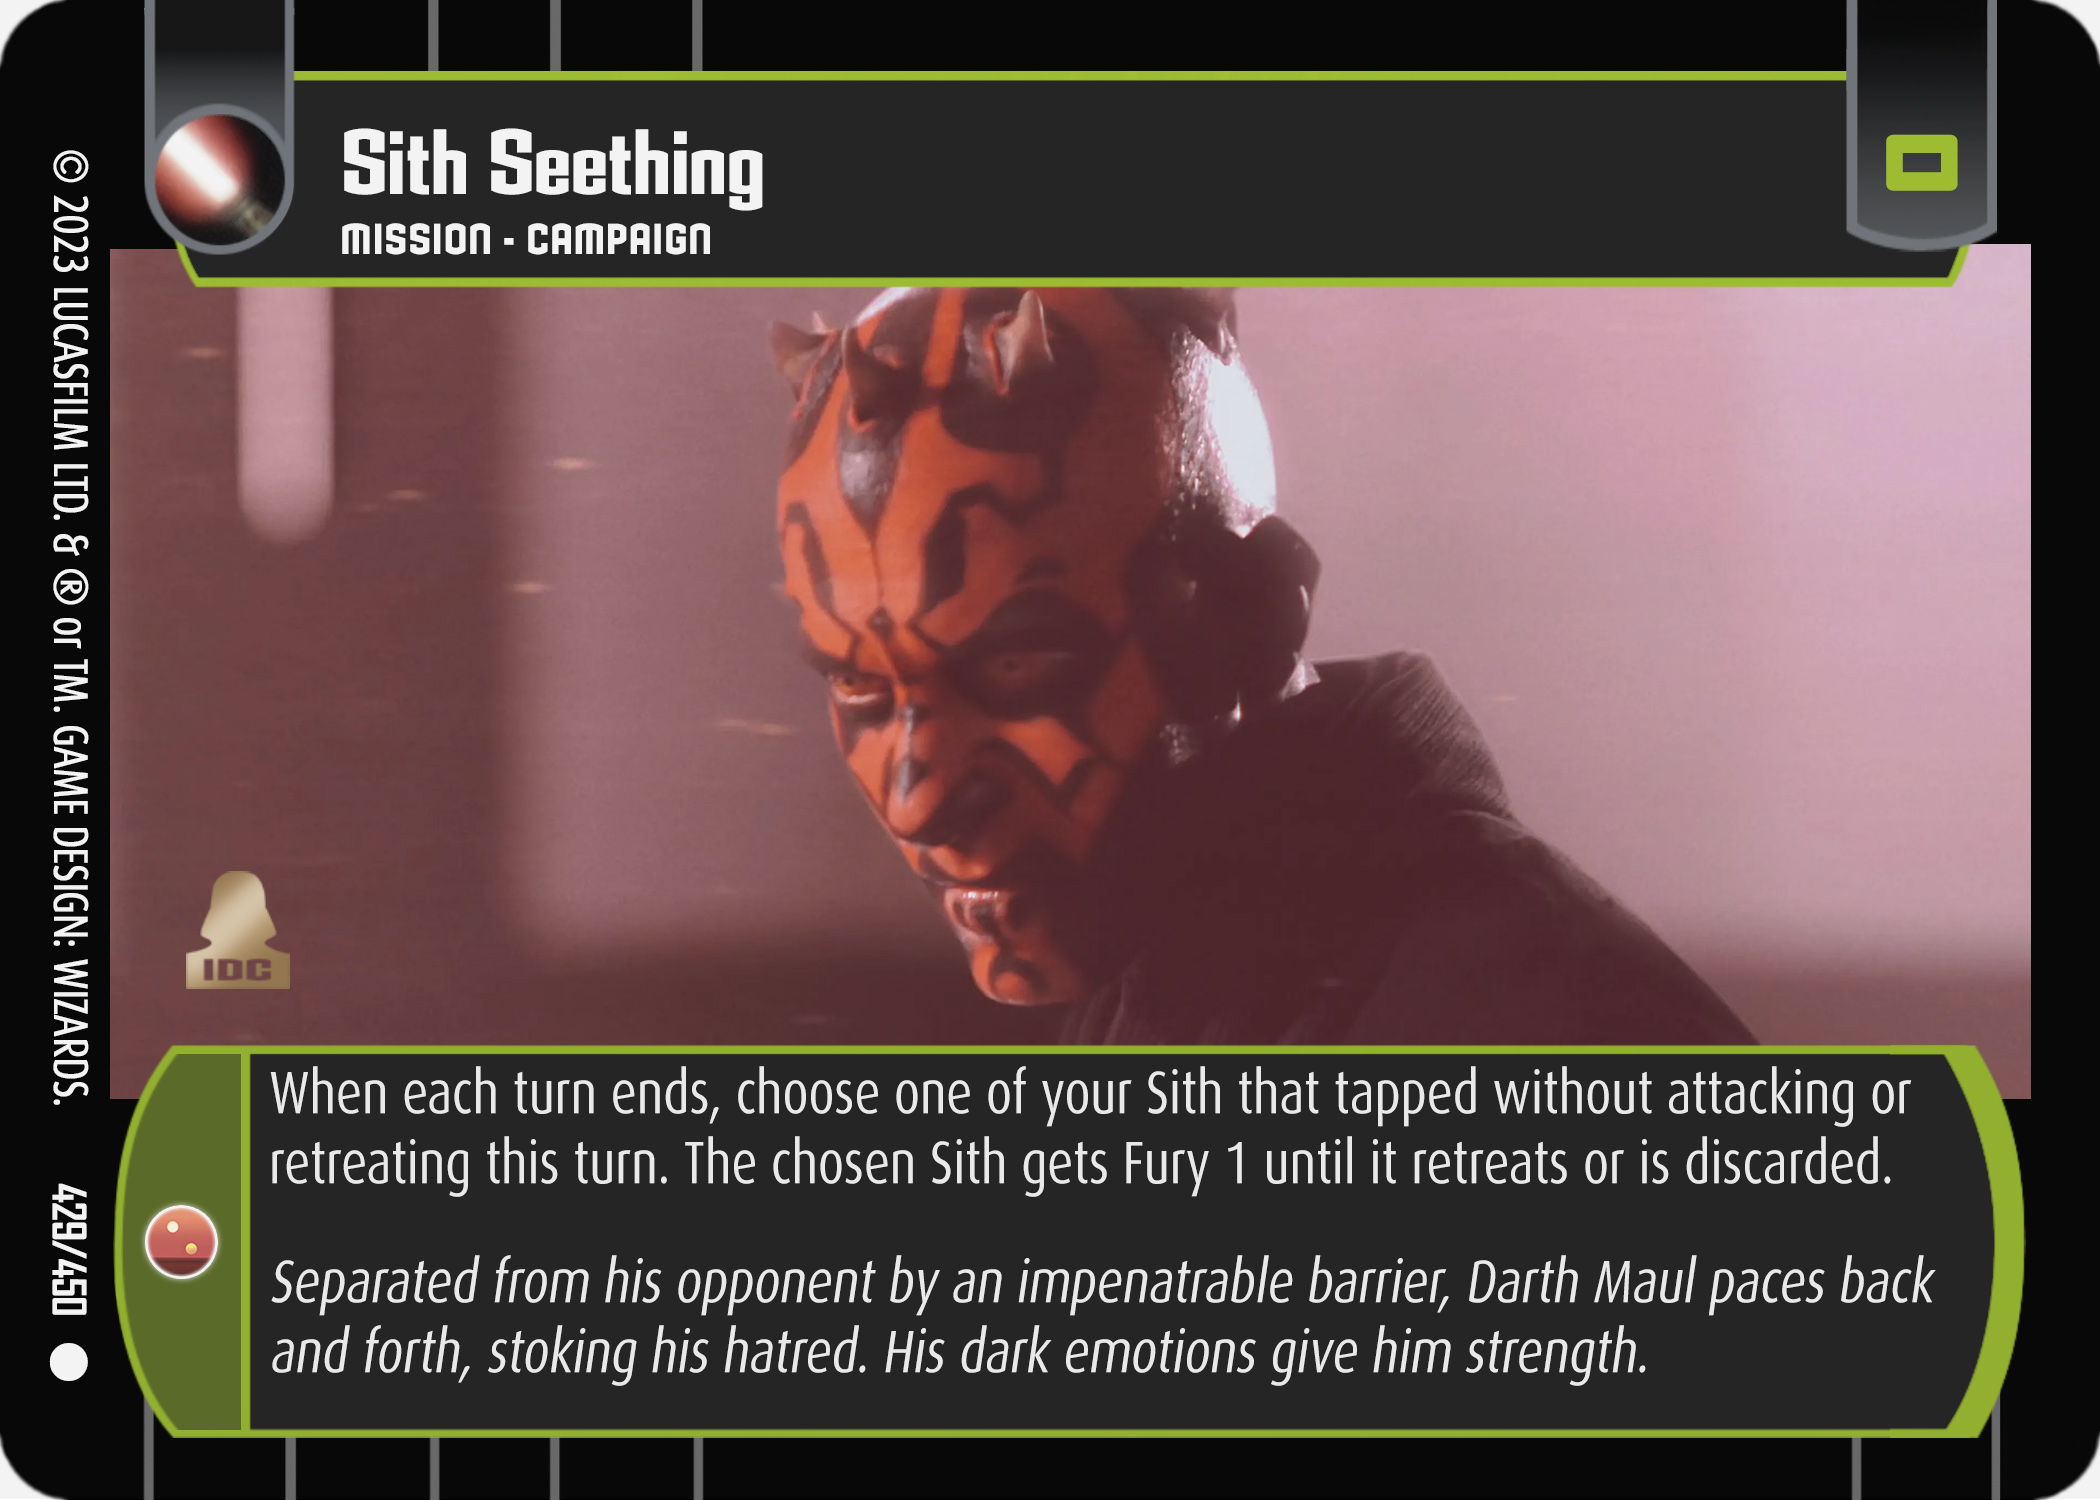 Sith Seething
0
MISSION - CAMPAIGN
IDC
When each turn ends, choose one of your Sith that tapped without attacking or
retreating this turn. The chosen Sith gets Fury 1 until it retreats or is discarded.
Separated from his opponent by an impenatrable barrier, Darth Maul paces back
and forth, stoking his hatred. His dark emotions give him strength.
© 2023 LUCASFILM LTD. & ® or TM. GAME DESIGN: WIZARDS. 429/450